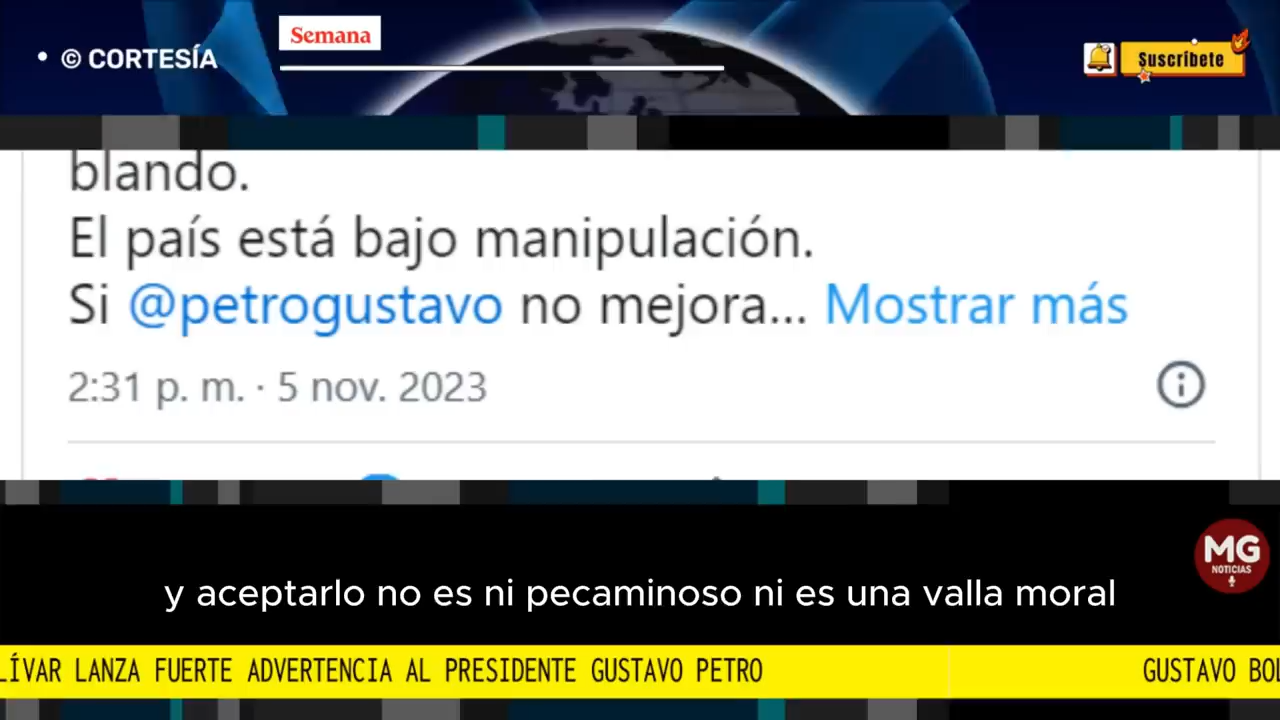 • © CORTESÍA
Semana
Suscríbete
blando.
El país está bajo manipulación.
Si @petrogustavo no mejora... Mostrar más
2:31 p. m. · 5 nov. 2023
MG
NOTICIAS
y aceptarlo no es ni pecaminoso ni es una valla moral
LÍVAR LANZA FUERTE ADVERTENCIA AL PRESIDENTE GUSTAVO PETRO
GUSTAVO BOL